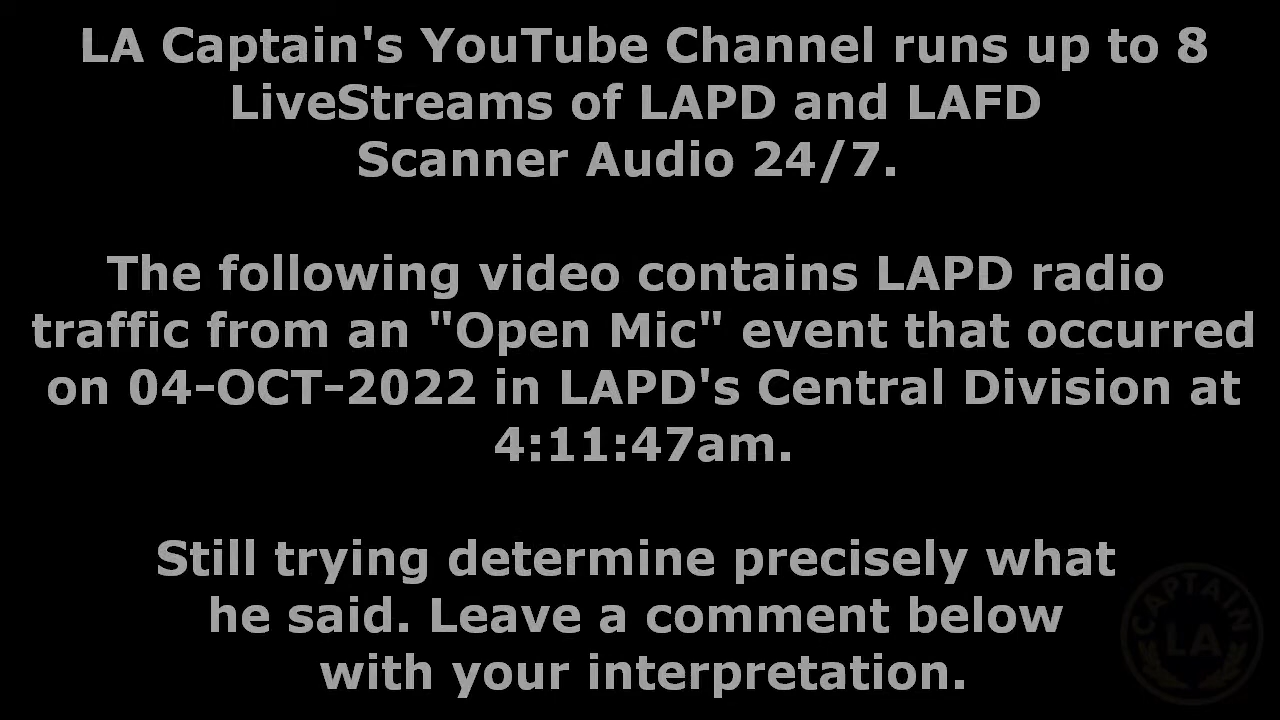 LA Captain's YouTube Channel runs up to 8
LiveStreams of LAPD and LAFD
Scanner Audio 24/7.
The following video contains LAPD radio
traffic from an "Open Mic" event that occurred
on 04-OCT-2022 in LAPD's Central Division at
4:11:47am.
Still trying determine precisely what
he said. Leave a comment below
with your interpretation.
CAPTAIN
LA